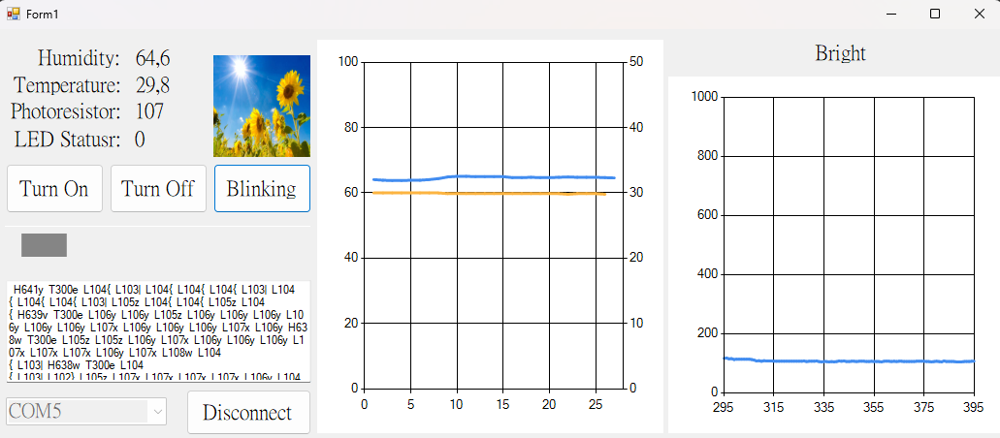 Form1
Humidity: 64,6
Temperature: 29,8
Photoresistor: 107
LED Statusr: 0
Turn On Turn Off Blinking
H641y T300e L104{ L103| L104{ L104{ L104{ L103| L104
{ L104{ L104{ L103| L105z L104{ L104{ L105z L104
{ H639v T300e L106y L106y L105z L106y L106y L106y L10
6y L106y L106y L107x L106y L106y L106y L107x L106y H63
8w T300e L105z L105z L106y L107x L106y L106y L106y L1
07x L107x L107x L106y L107x L108w L104
{ L103| H638w T300e L104
{ L103| L102} L105z L107x L107x L107x L107x L106y L104
COM5 Disconnect
100 50
80 40
60 30
40 20
20 10
0 0
0 5 10 15 20 25
Bright
1000
800
600
400
200
0
295 315 335 355 375 395